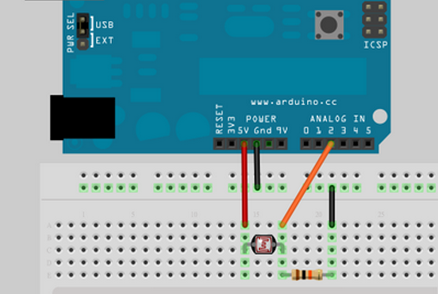 PWR SEL
USB
EXT
ICSP
www.arduino.cc
POWER
ANALOG IN
RESET
3V3
5V Gnd 9V
0 1 2 3 4 5